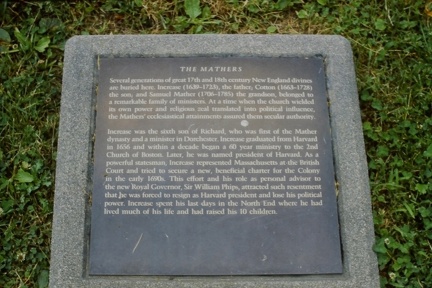 THE MATHERS
Several generations of great 17th and 18th century New England divines
are buried here. Increase (1639-1723), the father, Cotton (1663-1728)
the son, and Samuel Mather (1706-1785) the grandson, belonged to
a remarkable family of ministers. At a time when the church wielded
its own power and religious zeal translated into political influence,
the Mathers' ecclesiastical attainments assured them secular authority.
Increase was the sixth son of Richard, who was first of the Mather
dynasty and a minister in Dorchester. Increase graduated from Harvard
in 1656 and within a decade began a 60 year ministry to the 2nd
Church of Boston. Later, he was named president of Harvard. As a
powerful statesman, Increase represented Massachusetts at the British
Court and tried to secure a new, beneficial charter for the Colony
in the early 1690s. This effort and his role as personal advisor to
the new Royal Governor, Sir William Phips, attracted such resentment
that he was forced to resign as Harvard president and lose his political
power. Increase spent his last days in the North End where he had
lived much of his life and had raised his 10 children.